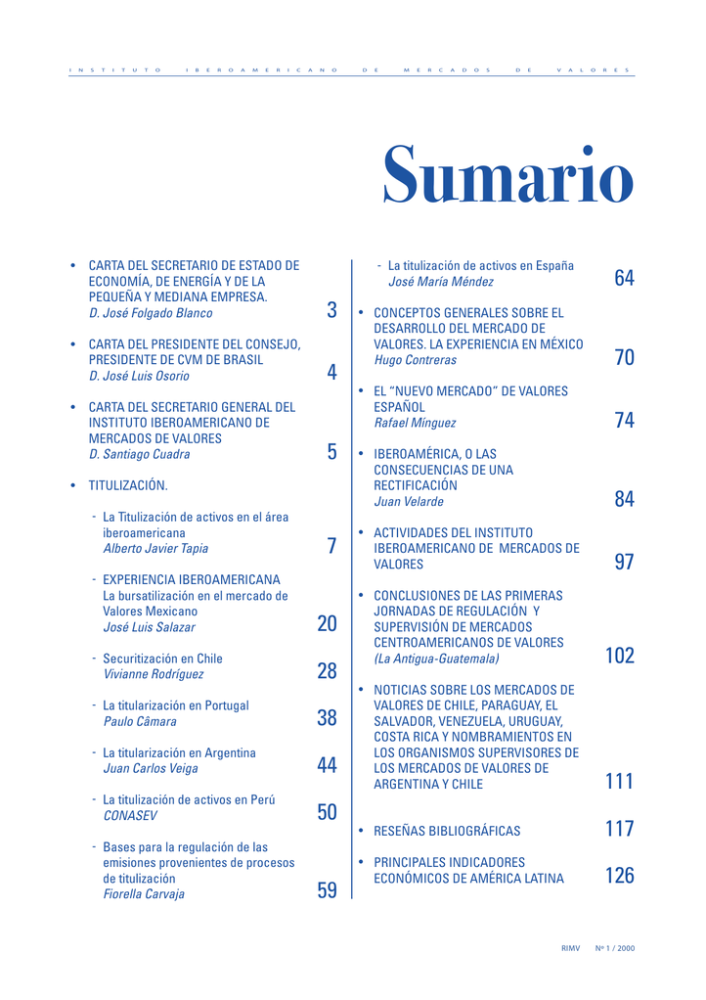 INSTITUTO IBEROAMERICANO DE MERCADOS DE VALORES
Sumario
• CARTA DEL SECRETARIO DE ESTADO DE
ECONOMÍA, DE ENERGÍA Y DE LA
PEQUEÑA Y MEDIANA EMPRESA.
D. José Folgado Blanco 3
• CARTA DEL PRESIDENTE DEL CONSEJO,
PRESIDENTE DE CVM DE BRASIL
D. José Luis Osorio 4
• CARTA DEL SECRETARIO GENERAL DEL
INSTITUTO IBEROAMERICANO DE
MERCADOS DE VALORES
D. Santiago Cuadra 5
• TITULIZACIÓN.
- La Titulización de activos en el área
iberoamericana
Alberto Javier Tapia 7
- EXPERIENCIA IBEROAMERICANA
La bursatilización en el mercado de
Valores Mexicano
José Luis Salazar 20
- Securitización en Chile
Vivianne Rodríguez 28
- La titularización en Portugal
Paulo Câmara 38
- La titularización en Argentina
Juan Carlos Veiga 44
- La titulización de activos en Perú
CONASEV 50
- Bases para la regulación de las
emisiones provenientes de procesos
de titulización
Fiorella Carvaja 59
- La titulización de activos en España
José María Méndez 64
• CONCEPTOS GENERALES SOBRE EL
DESARROLLO DEL MERCADO DE
VALORES. LA EXPERIENCIA EN MÉXICO
Hugo Contreras 70
• EL “NUEVO MERCADO” DE VALORES
ESPAÑOL
Rafael Mínguez 74
• IBEROAMÉRICA, O LAS
CONSECUENCIAS DE UNA
RECTIFICACIÓN
Juan Velarde 84
• ACTIVIDADES DEL INSTITUTO
IBEROAMERICANO DE MERCADOS DE
VALORES 97
• CONCLUSIONES DE LAS PRIMERAS
JORNADAS DE REGULACIÓN Y
SUPERVISIÓN DE MERCADOS
CENTROAMERICANOS DE VALORES
(La Antigua-Guatemala) 102
• NOTICIAS SOBRE LOS MERCADOS DE
VALORES DE CHILE, PARAGUAY, EL
SALVADOR, VENEZUELA, URUGUAY,
COSTA RICA Y NOMBRAMIENTOS EN
LOS ORGANISMOS SUPERVISORES DE
LOS MERCADOS DE VALORES DE
ARGENTINA Y CHILE 111
• RESEÑAS BIBLIOGRÁFICAS 117
• PRINCIPALES INDICADORES
ECONÓMICOS DE AMÉRICA LATINA 126
RIMV Nº 1 / 2000